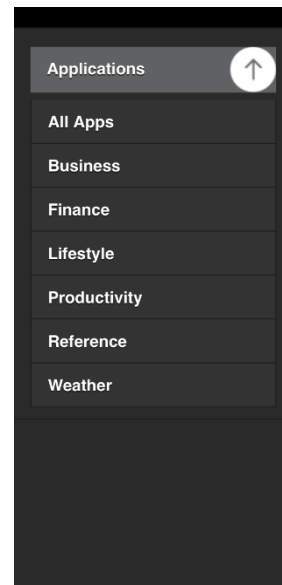 Applications
All Apps
Business
Finance
Lifestyle
Productivity
Reference
Weather